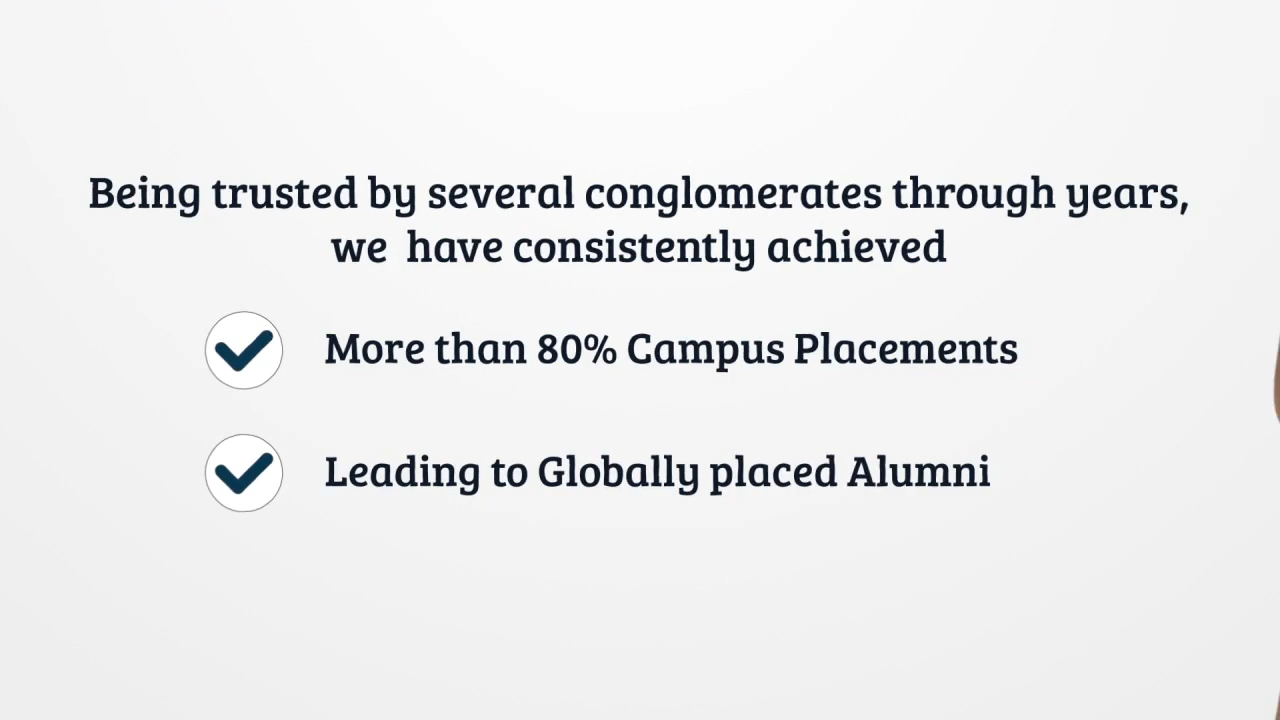 Being trusted by several conglomerates through years,
we have consistently achieved
More than 80% Campus Placements
Leading to Globally placed Alumni